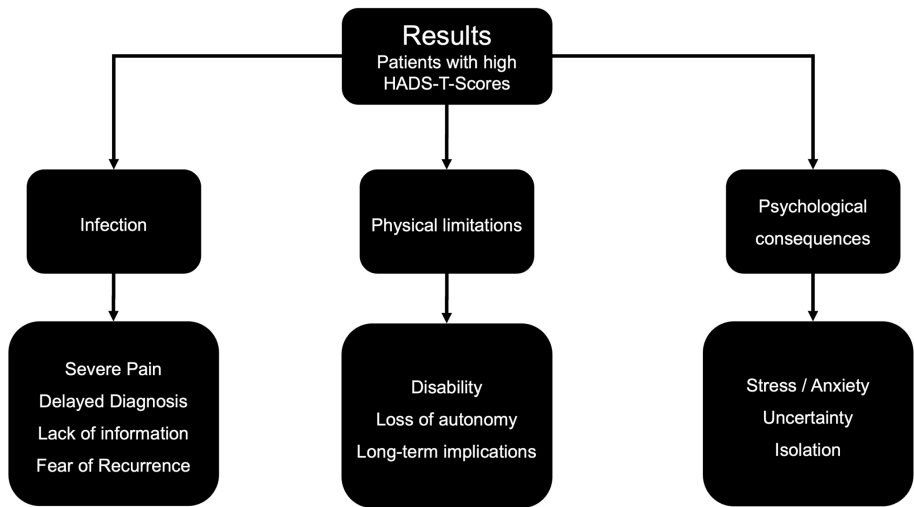 Results
Patients with high
HADS-T-Scores
Infection
Physical limitations
Psychological
consequences
Severe Pain
Delayed Diagnosis
Lack of information
Fear of Recurrence
Disability
Loss of autonomy
Long-term implications
Stress / Anxiety
Uncertainty
Isolation